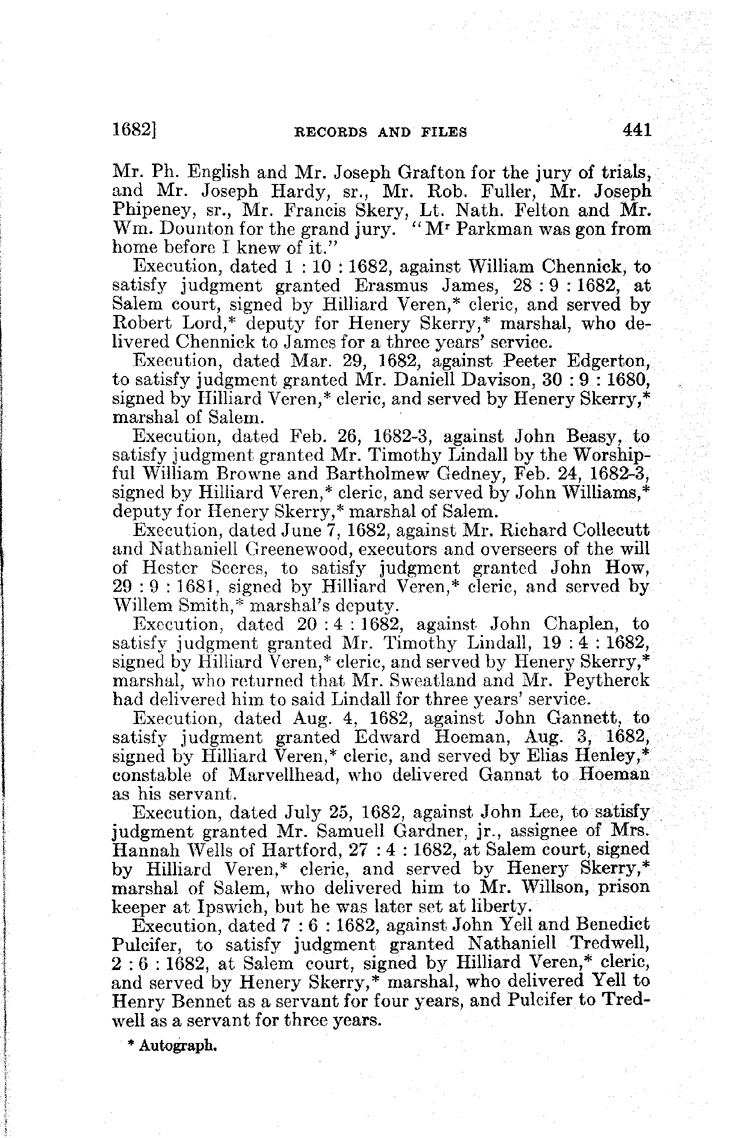 1682] RECORDS AND FILES 441
Mr. Ph. English and Mr. Joseph Grafton for the jury of trials,
and Mr. Joseph Hardy, sr., Mr. Rob. Fuller, Mr. Joseph
Phipeney, sr., Mr. Francis Skery, Lt. Nath. Felton and Mr.
Wm. Dounton for the grand jury. "Mr Parkman was gon from
home before I knew of it."
Execution, dated 1 : 10 : 1682, against William Chennick, to
satisfy judgment granted Erasmus James, 28 : 9 : 1682, at
Salem court, signed by Hilliard Veren,* cleric, and served by
Robert Lord,* deputy for Henery Skerry,* marshal, who de-
livered Chennick to James for a three years' service.
Execution, dated Mar. 29, 1682, against Peeter Edgerton,
to satisfy judgment granted Mr. Daniell Davison, 30 : 9 : 1680,
signed by Hilliard Veren,* cleric, and served by Henery Skerry,*
marshal of Salem.
Execution, dated Feb. 26, 1682-3, against John Beasy, to
satisfy judgment granted Mr. Timothy Lindall by the Worship-
ful William Browne and Bartholmew Gedney, Feb. 24, 1682-3,
signed by Hilliard Veren,* cleric, and served by John Williams,*
deputy for Henery Skerry,* marshal of Salem.
Execution, dated June 7, 1682, against Mr. Richard Collecutt
and Nathaniell Greenewood, executors and overseers of the will
of Hester Seeres, to satisfy judgment granted John How,
29 : 9 : 1681, signed by Hilliard Veren,* cleric, and served by
Willem Smith,* marshal's deputy.
Execution, dated 20 : 4 : 1682, against John Chaplen, to
satisfy judgment granted Mr. Timothy Lindall, 19 : 4 : 1682,
signed by Hilliard Veren,* cleric, and served by Henery Skerry,*
marshal, who returned that Mr. Sweatland and Mr. Peytherck
had delivered him to said Lindall for three years' service.
Execution, dated Aug. 4, 1682, against John Gannett, to
satisfy judgment granted Edward Hoeman, Aug. 3, 1682,
signed by Hilliard Veren,* cleric, and served by Elias Henley,*
constable of Marvellhead, who delivered Gannat to Hoeman
as his servant.
Execution, dated July 25, 1682, against John Lee, to satisfy
judgment granted Mr. Samuell Gardner, jr., assignee of Mrs.
Hannah Wells of Hartford, 27 : 4 : 1682, at Salem court, signed
by Hilliard Veren,* cleric, and served by Henery Skerry,*
marshal of Salem, who delivered him to Mr. Willson, prison
keeper at Ipswich, but he was later set at liberty.
Execution, dated 7 : 6 : 1682, against John Yell and Benedict
Pulcifer, to satisfy judgment granted Nathaniell Tredwell,
2 : 6 : 1682, at Salem court, signed by Hilliard Veren,* cleric,
and served by Henery Skerry,* marshal, who delivered Yell to
Henry Bennet as a servant for four years, and Pulcifer to Tred-
well as a servant for three years.
* Autograph.